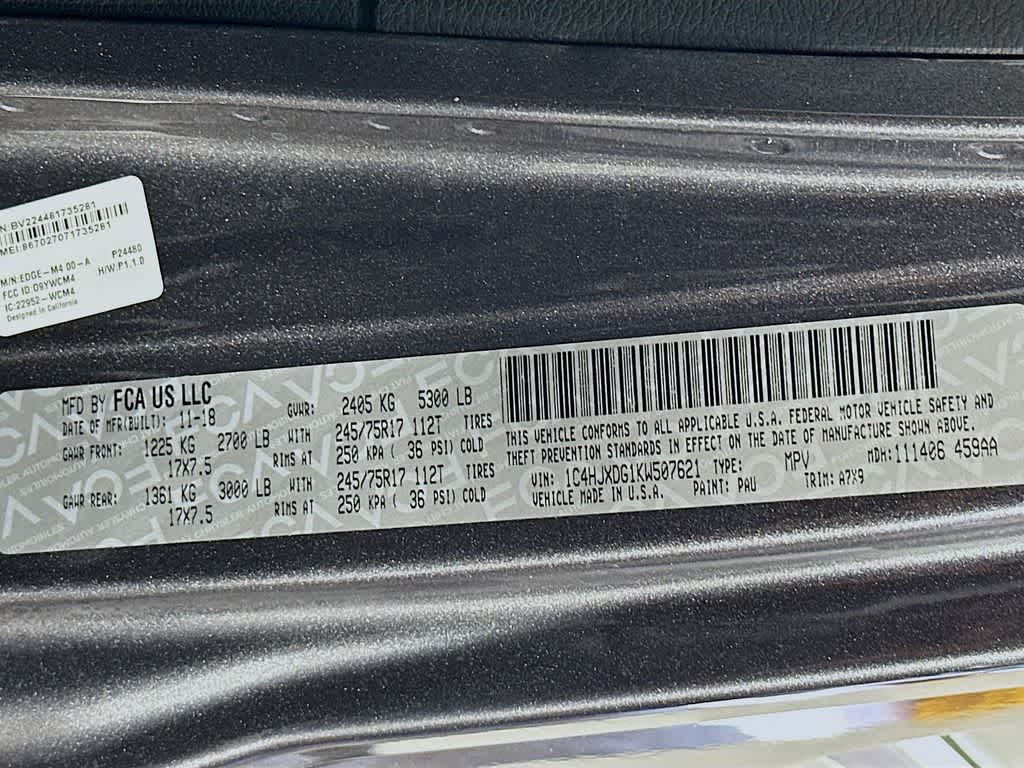 N:BV224481735281
MEI:867027071735281
P24480
M/N:EDGE-M4 00-A H/W:P1.1.0
FCC ID:O9YWCM4
IC:22952-WCM4
Designed in California
MFD BY FCA US LLC
DATE OF MFR(BUILT): 11-18 GVWR: 2405 KG 5300 LB
GAWR FRONT: 1225 KG 2700 LB WITH 245/75R17 112T TIRES
17X7.5 RIMS AT 250 KPA ( 36 PSI) COLD
GAWR REAR: 1361 KG 3000 LB WITH 245/75R17 112T TIRES
17X7.5 RIMS AT 250 KPA ( 36 PSI) COLD
THIS VEHICLE CONFORMS TO ALL APPLICABLE U.S.A. FEDERAL MOTOR VEHICLE SAFETY AND
THEFT PREVENTION STANDARDS IN EFFECT ON THE DATE OF MANUFACTURE SHOWN ABOVE.
VIN: 1C4HJXDG1KW507621 TYPE: MPV MDH:111406 459AA
VEHICLE MADE IN U.S.A. PAINT: PAU TRIM: A7X9